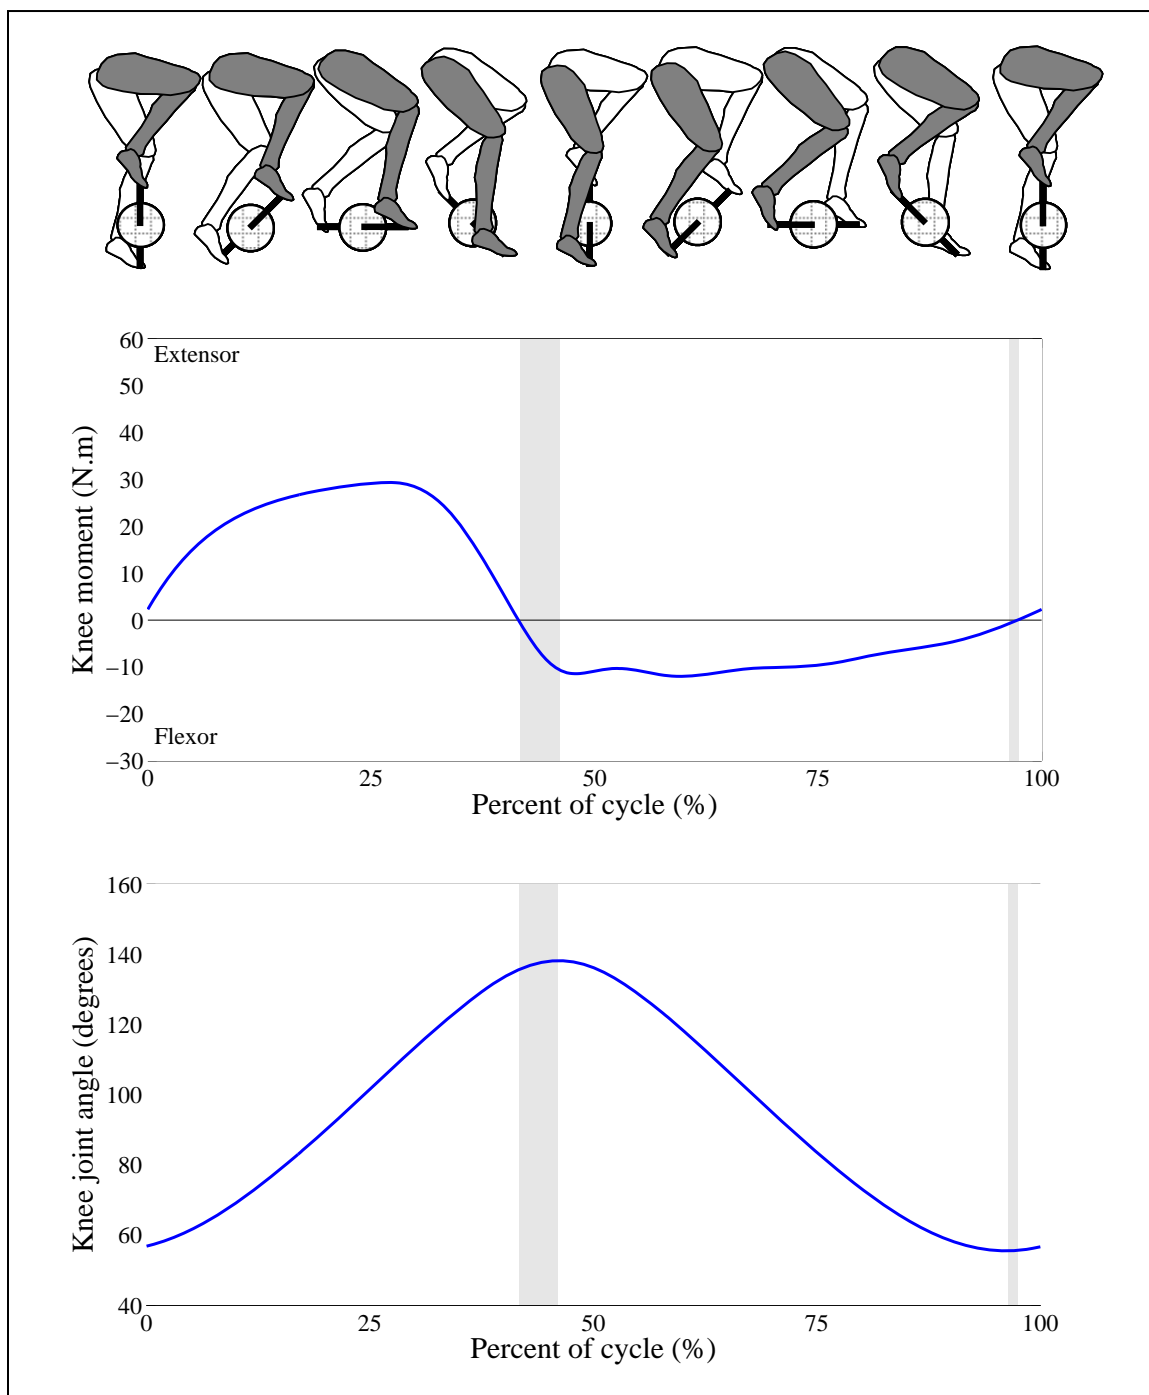 60
Extensor
50
40
30
20
10
0
−10
−20
Flexor
−30
0 25 50 75 100
Percent of cycle (%)
Knee moment (N.m)
160
140
120
100
80
60
40
0 25 50 75 100
Percent of cycle (%)
Knee joint angle (degrees)